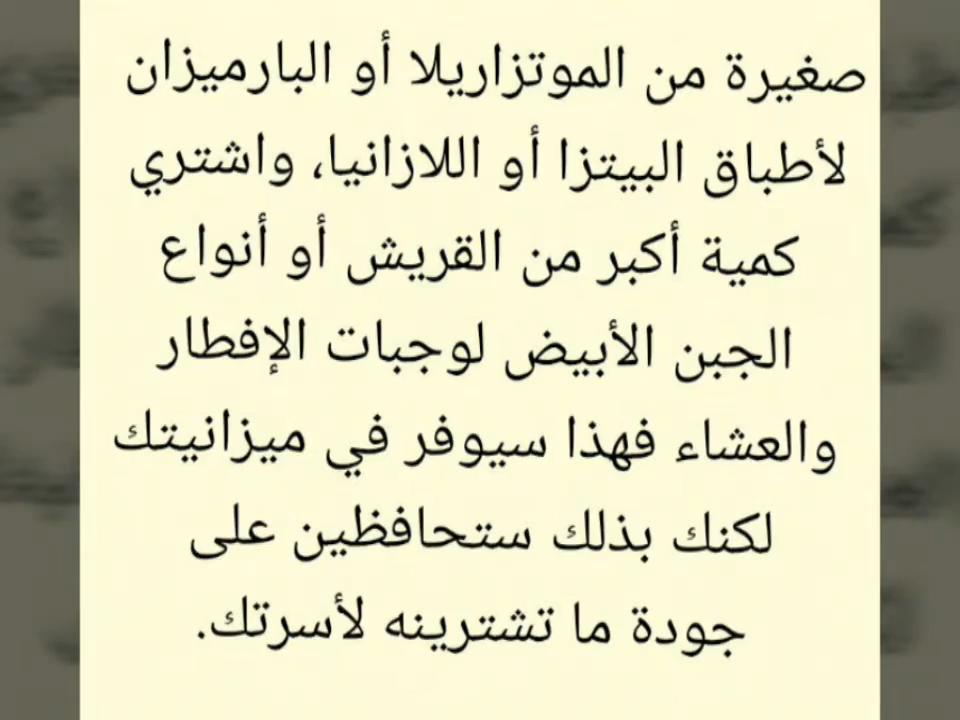 صغيرة من الموتزاريلا أو البارميزان
لأطباق البيتزا أو اللازانيا، واشتري
كمية أكبر من القريش أو أنواع
الجبن الأبيض لوجبات الإفطار
والعشاء فهذا سيوفر في ميزانيتك
لكنك بذلك ستحافظين على
جودة ما تشترينه لأسرتك.